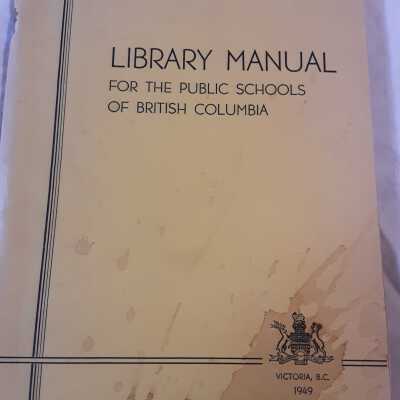 LIBRARY MANUAL
FOR THE PUBLIC SCHOOLS
OF BRITISH COLUMBIA
VICTORIA, B.C.
1949